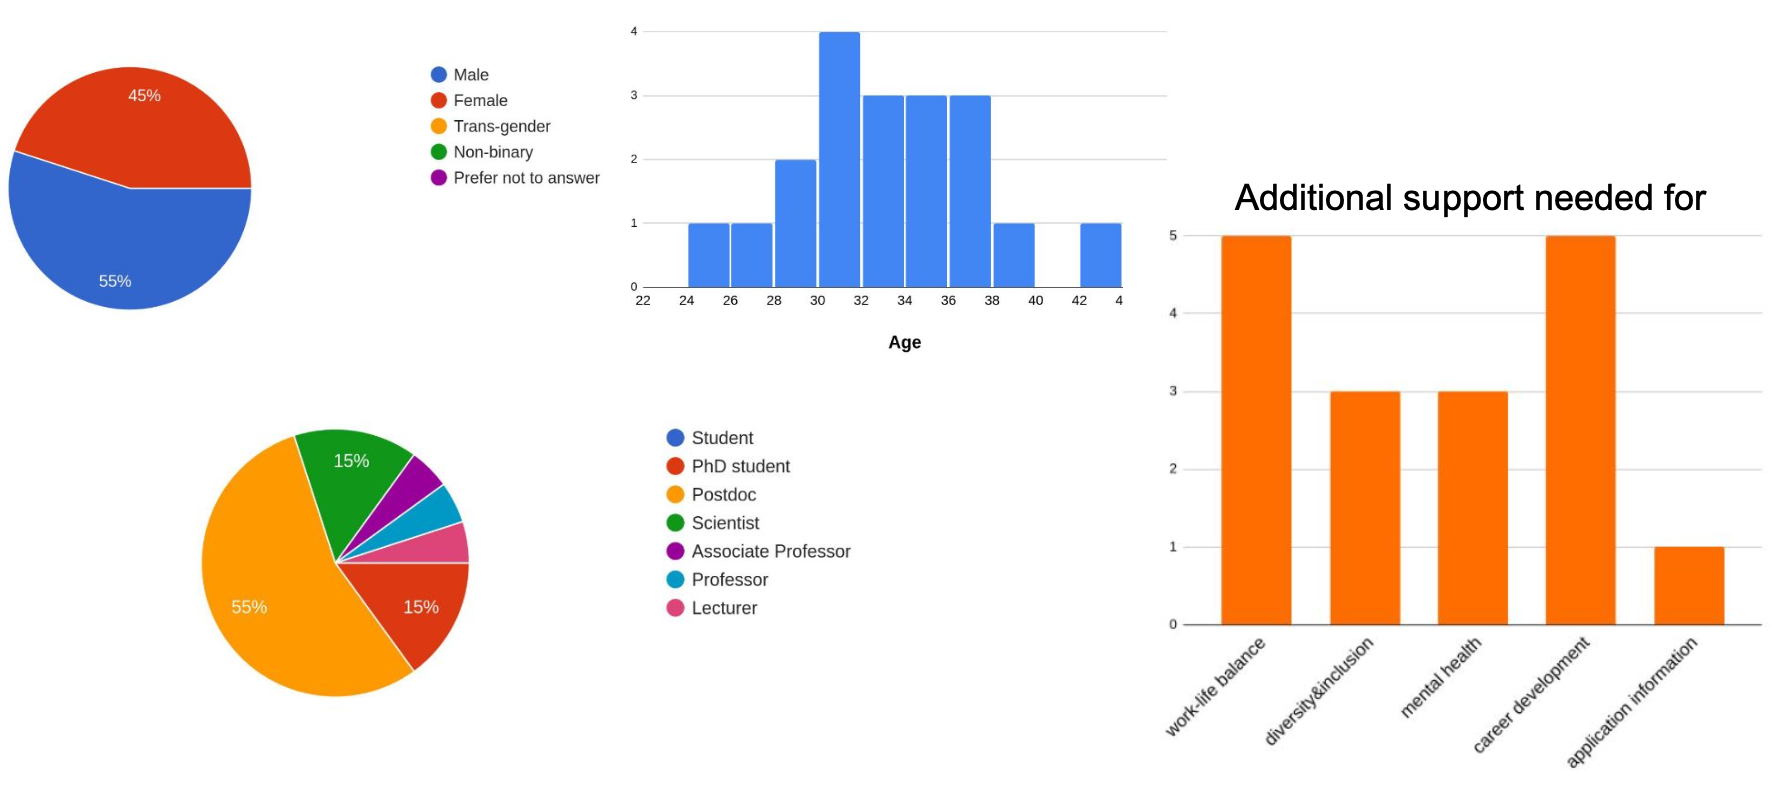 45%
55%
Male
Female
Trans-gender
Non-binary
Prefer not to answer
4
3
2
1
0
22 24 26 28 30 32 34 36 38 40 42 4
Age
15%
55%
15%
Student
PhD student
Postdoc
Scientist
Associate Professor
Professor
Lecturer
Additional support needed for
5
4
3
2
1
0
work-life balance
diversity&inclusion
mental health
career development
application information